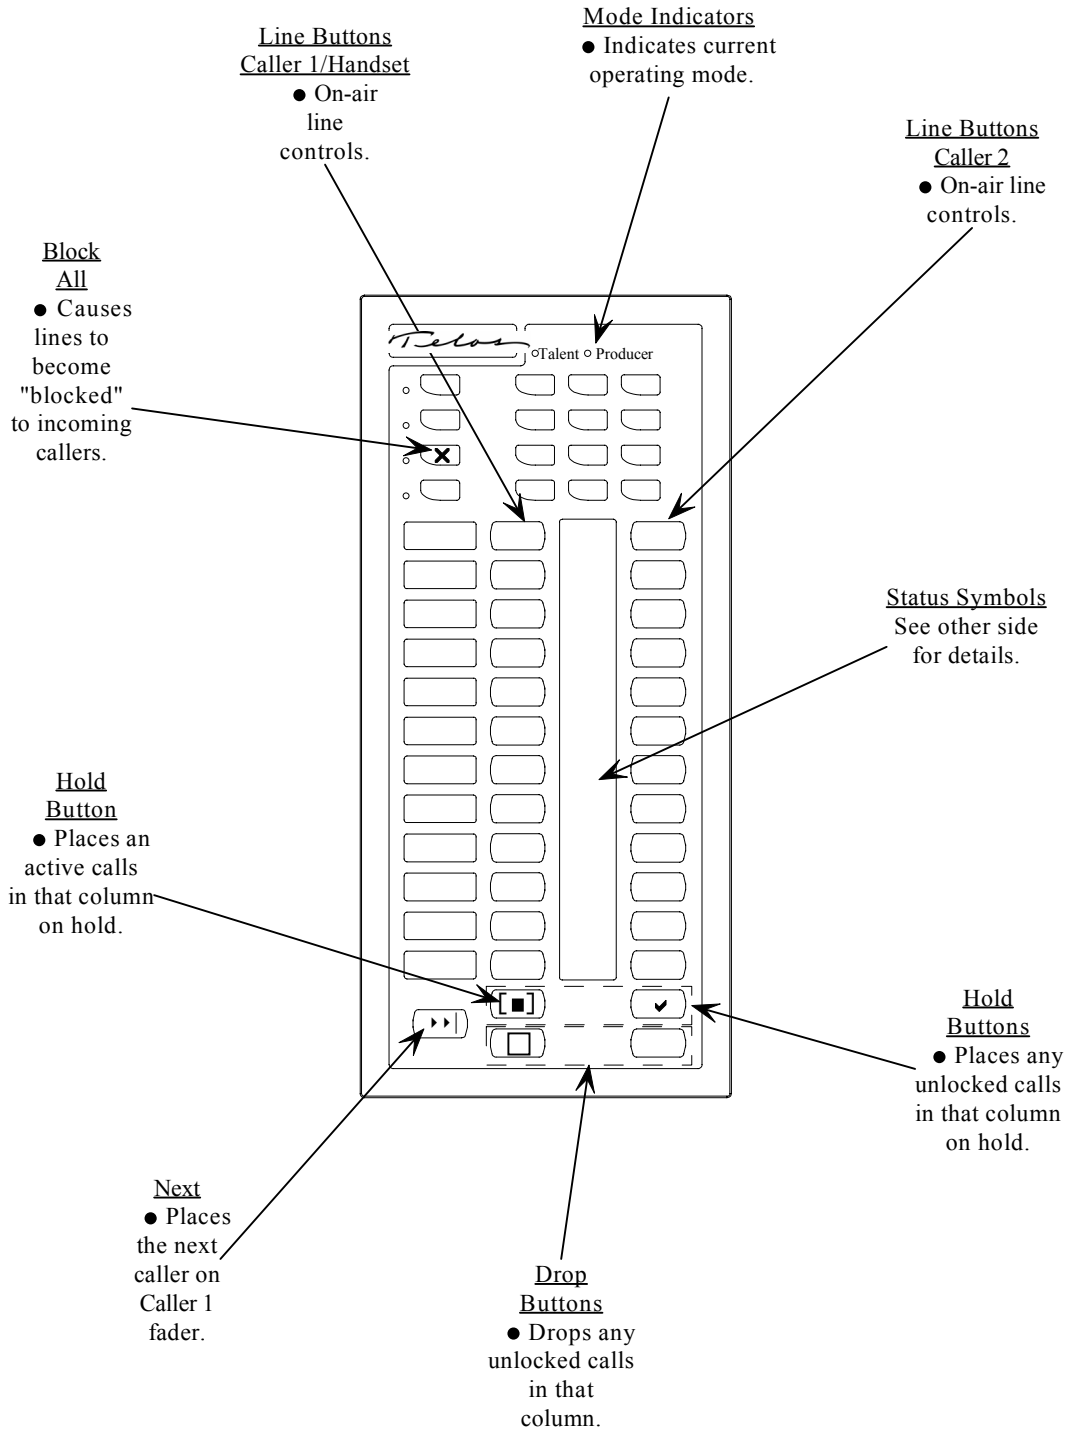 Mode Indicators
● Indicates current
operating mode.
Line Buttons
Caller 1/Handset
● On-air
line
controls.
Line Buttons
Caller 2
● On-air line
controls.
Block
All
● Causes
lines to
become
"blocked"
to incoming
callers.
Telos
Talent
Producer
Status Symbols
See other side
for details.
Hold
Button
● Places an
active calls
in that column
on hold.
Hold
Buttons
● Places any
unlocked calls
in that column
on hold.
Next
● Places
the next
caller on
Caller 1
fader.
Drop
Buttons
● Drops any
unlocked calls
in that
column.